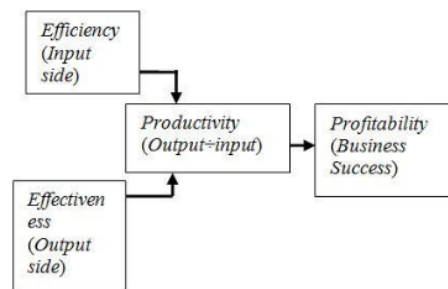 Efficiency
(Input
side)
Productivity
(Output÷input)
Profitability
(Business
Success)
Effectiven
ess
(Output
side)